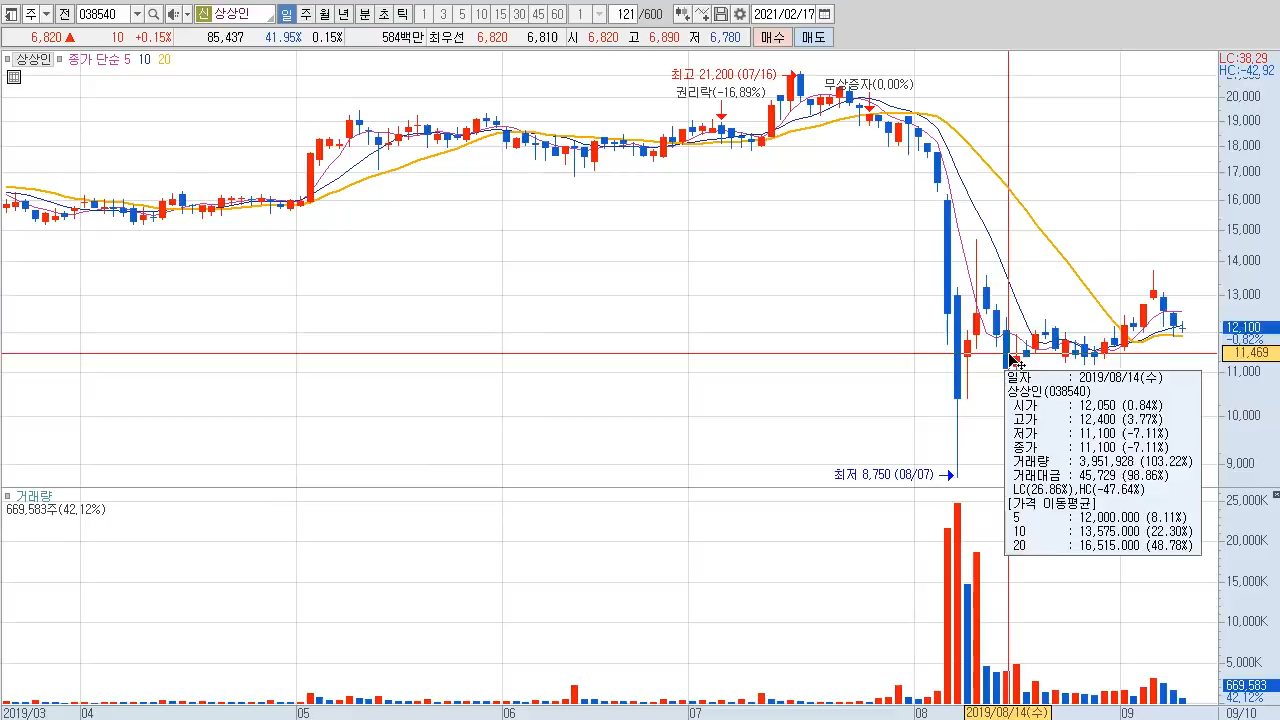 주 전 038540 신 상상인 일 주 월 년 분 초 틱 1 3 5 10 15 30 45 60 1 121 /600 2021/02/17
6,820 ▲ 10 +0.15% 85,437 41.95% 0.15% 584백만 최우선 6,820 6,810 시 6,820 고 6,890 저 6,780 매수 매도
상상인 종가 단순 5 10 20
LC:38,29
HC:-42,92
최고 21,200 (07/16)
권리락(-16,89%)
무상증자(0,00%)
20,000
19,000
18,000
17,000
16,000
15,000
14,000
13,000
12,100
-0.82%
11,469
11,000
10,000
9,000
최저 8,750 (08/07)
일자 : 2019/08/14(수)
상상인(038540)
시가 : 12,050 (0.84%)
고가 : 12,400 (3.77%)
저가 : 11,100 (-7.11%)
종가 : 11,100 (-7.11%)
거래량 : 3,951,928 (103.22%)
거래대금 : 45,729 (98.86%)
LC(26.86%),HC(-47.64%)
[가격 이동평균]
5 : 12,000.000 (8.11%)
10 : 13,575.000 (22.30%)
20 : 16,515.000 (48.78%)
거래량
669,583주(42,12%)
25,000K
20,000K
15,000K
10,000K
5,000K
669,583
42,12%
2019/03 04 05 06 07 08 2019/08/14(수) 09 09/10